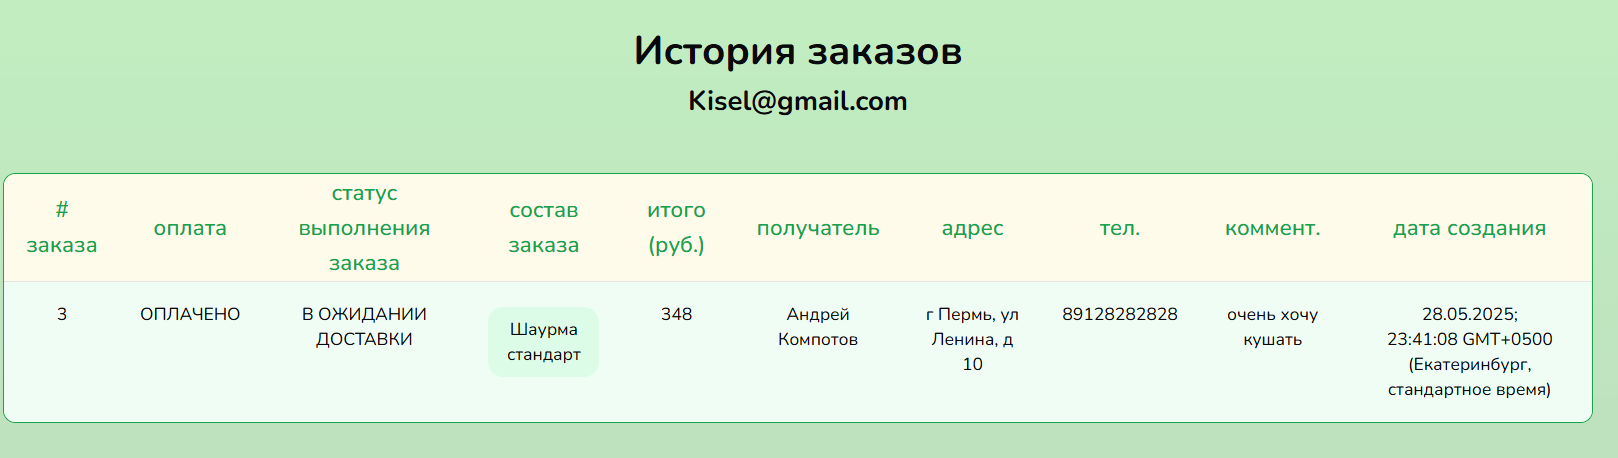 История заказов
Kisel@gmail.com
# заказа оплата статус выполнения заказа состав заказа итого (руб.) получатель адрес тел. коммент. дата создания
3 ОПЛАЧЕНО В ОЖИДАНИИ ДОСТАВКИ Шаурма стандарт 348 Андрей Компотов г Пермь, ул Ленина, д 10 89128282828 очень хочу кушать 28.05.2025; 23:41:08 GMT+0500 (Екатеринбург, стандартное время)